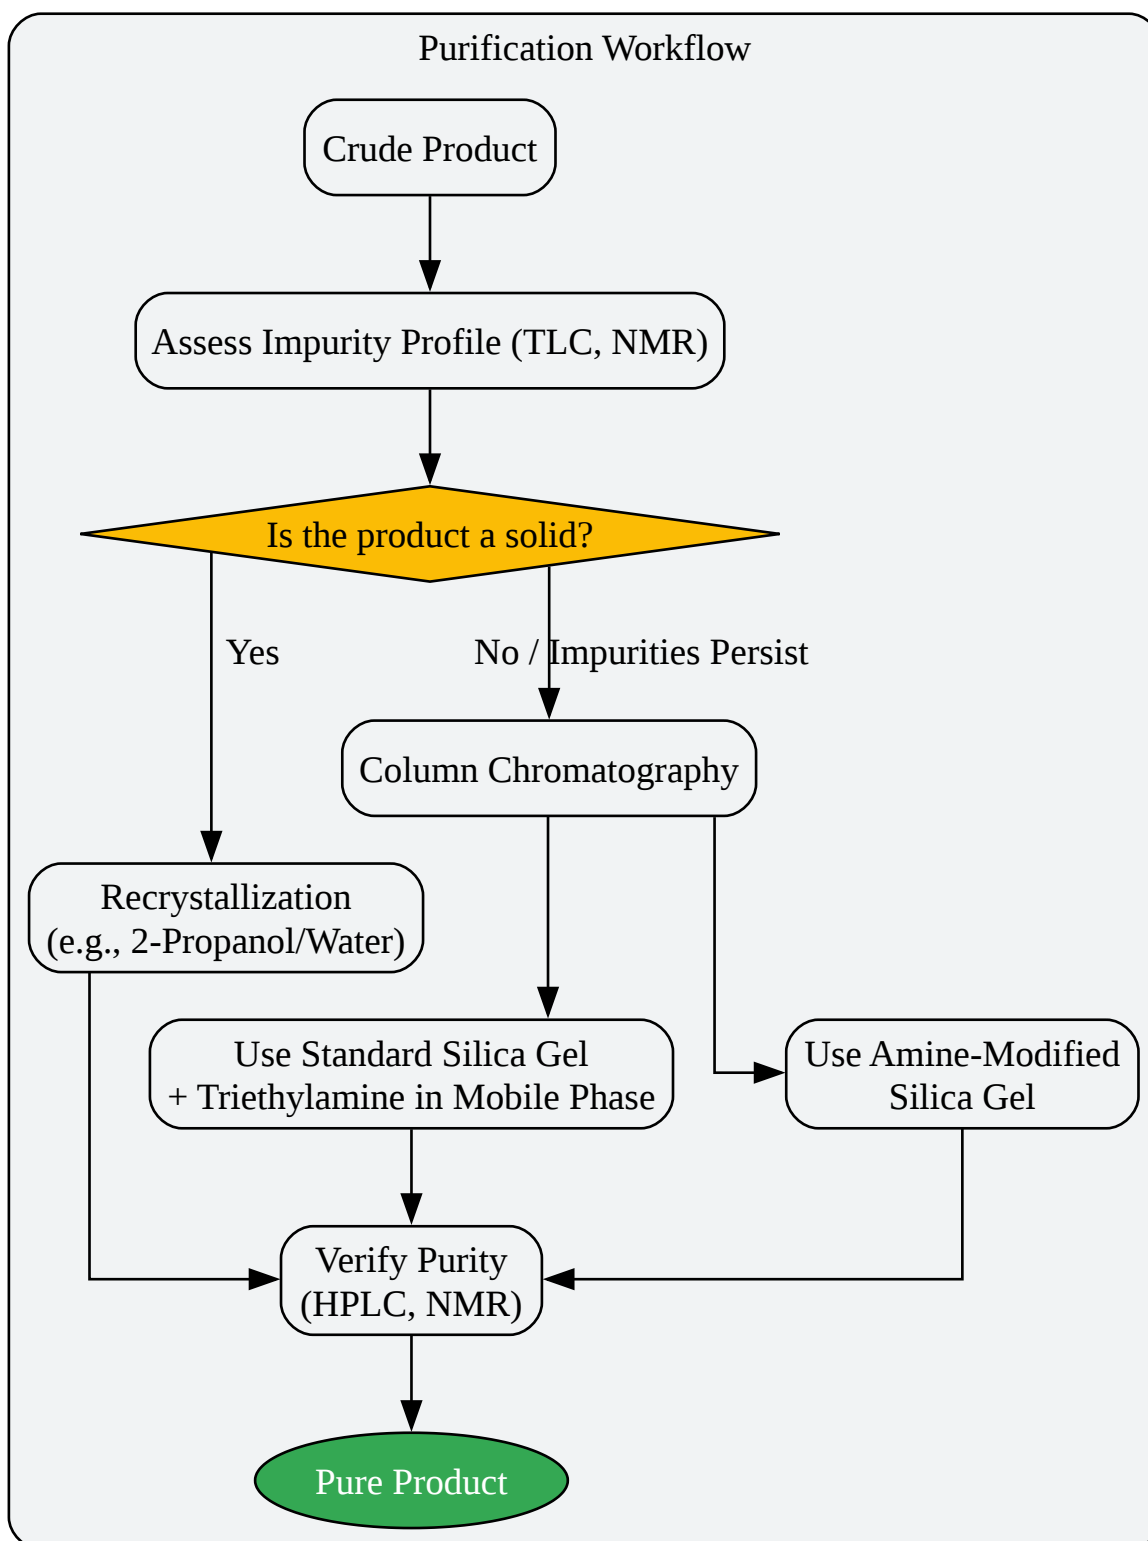 Purification Workflow
Crude Product
Assess Impurity Profile (TLC, NMR)
Is the product a solid?
Yes
No / Impurities Persist
Column Chromatography
Recrystallization
(e.g., 2-Propanol/Water)
Use Standard Silica Gel
+ Triethylamine in Mobile Phase
Use Amine-Modified
Silica Gel
Verify Purity
(HPLC, NMR)
Pure Product